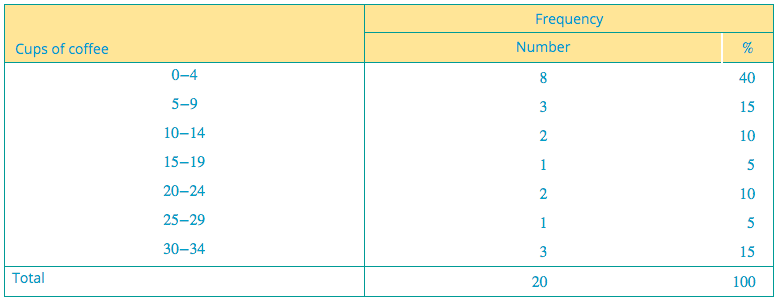 Frequency
Cups of coffee Number %
0–4 8 40
5–9 3 15
10–14 2 10
15–19 1 5
20–24 2 10
25–29 1 5
30–34 3 15
Total 20 100